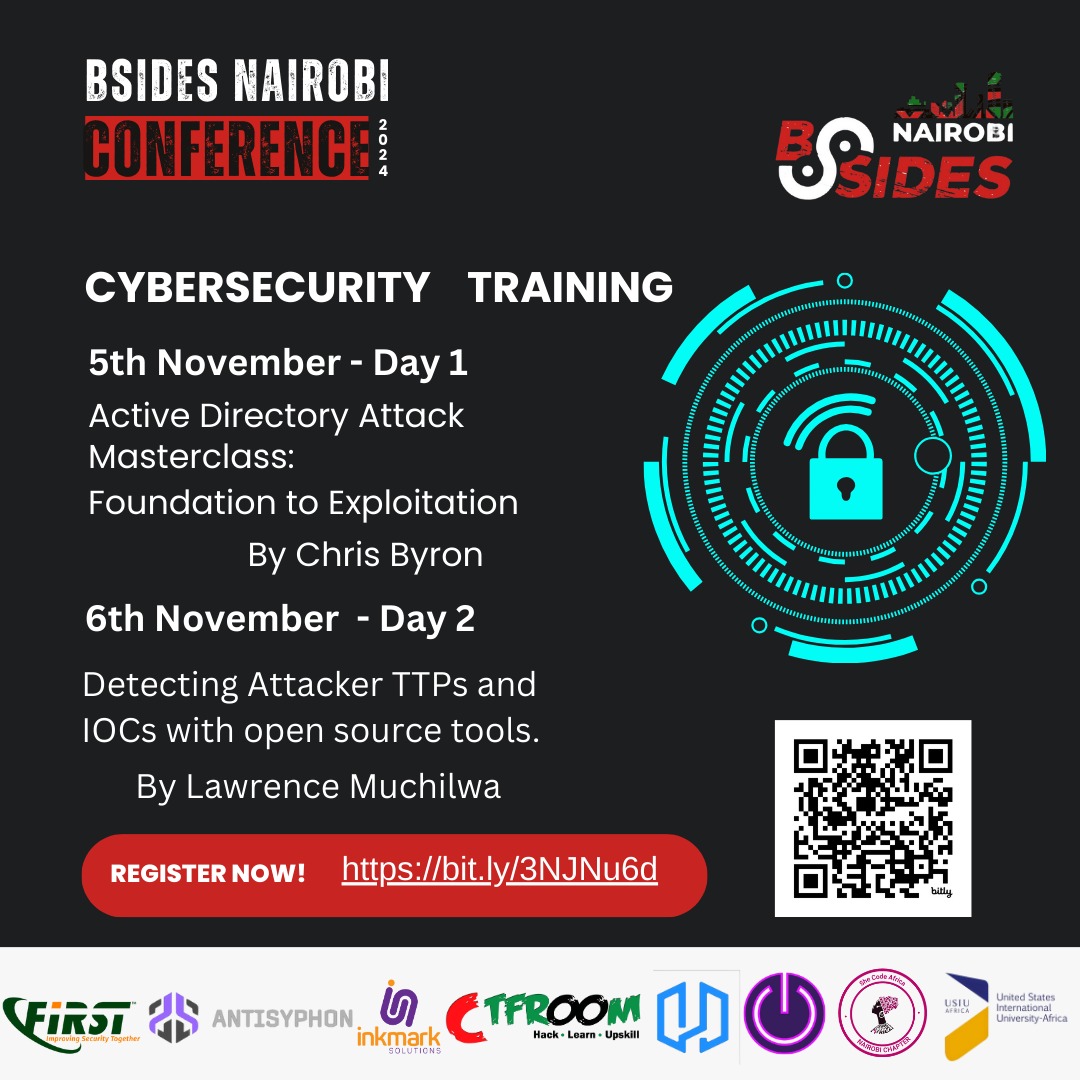 BSIDES NAIROBI
CONFERENCE
2024
NAIROBI
BSIDES
CYBERSECURITY TRAINING
5th November - Day 1
Active Directory Attack
Masterclass:
Foundation to Exploitation
By Chris Byron
6th November - Day 2
Detecting Attacker TTPs and
IOCs with open source tools.
By Lawrence Muchilwa
REGISTER NOW! https://bit.ly/3NJNu6d
bitly
FiRST™
Improving Security Together
ANTISYPHON
inkmark
SOLUTIONS
CTFROOM
Hack • Learn • Upskill
She Code Africa
NAIROBI CHAPTER
USIU
AFRICA
United States
International
University-Africa